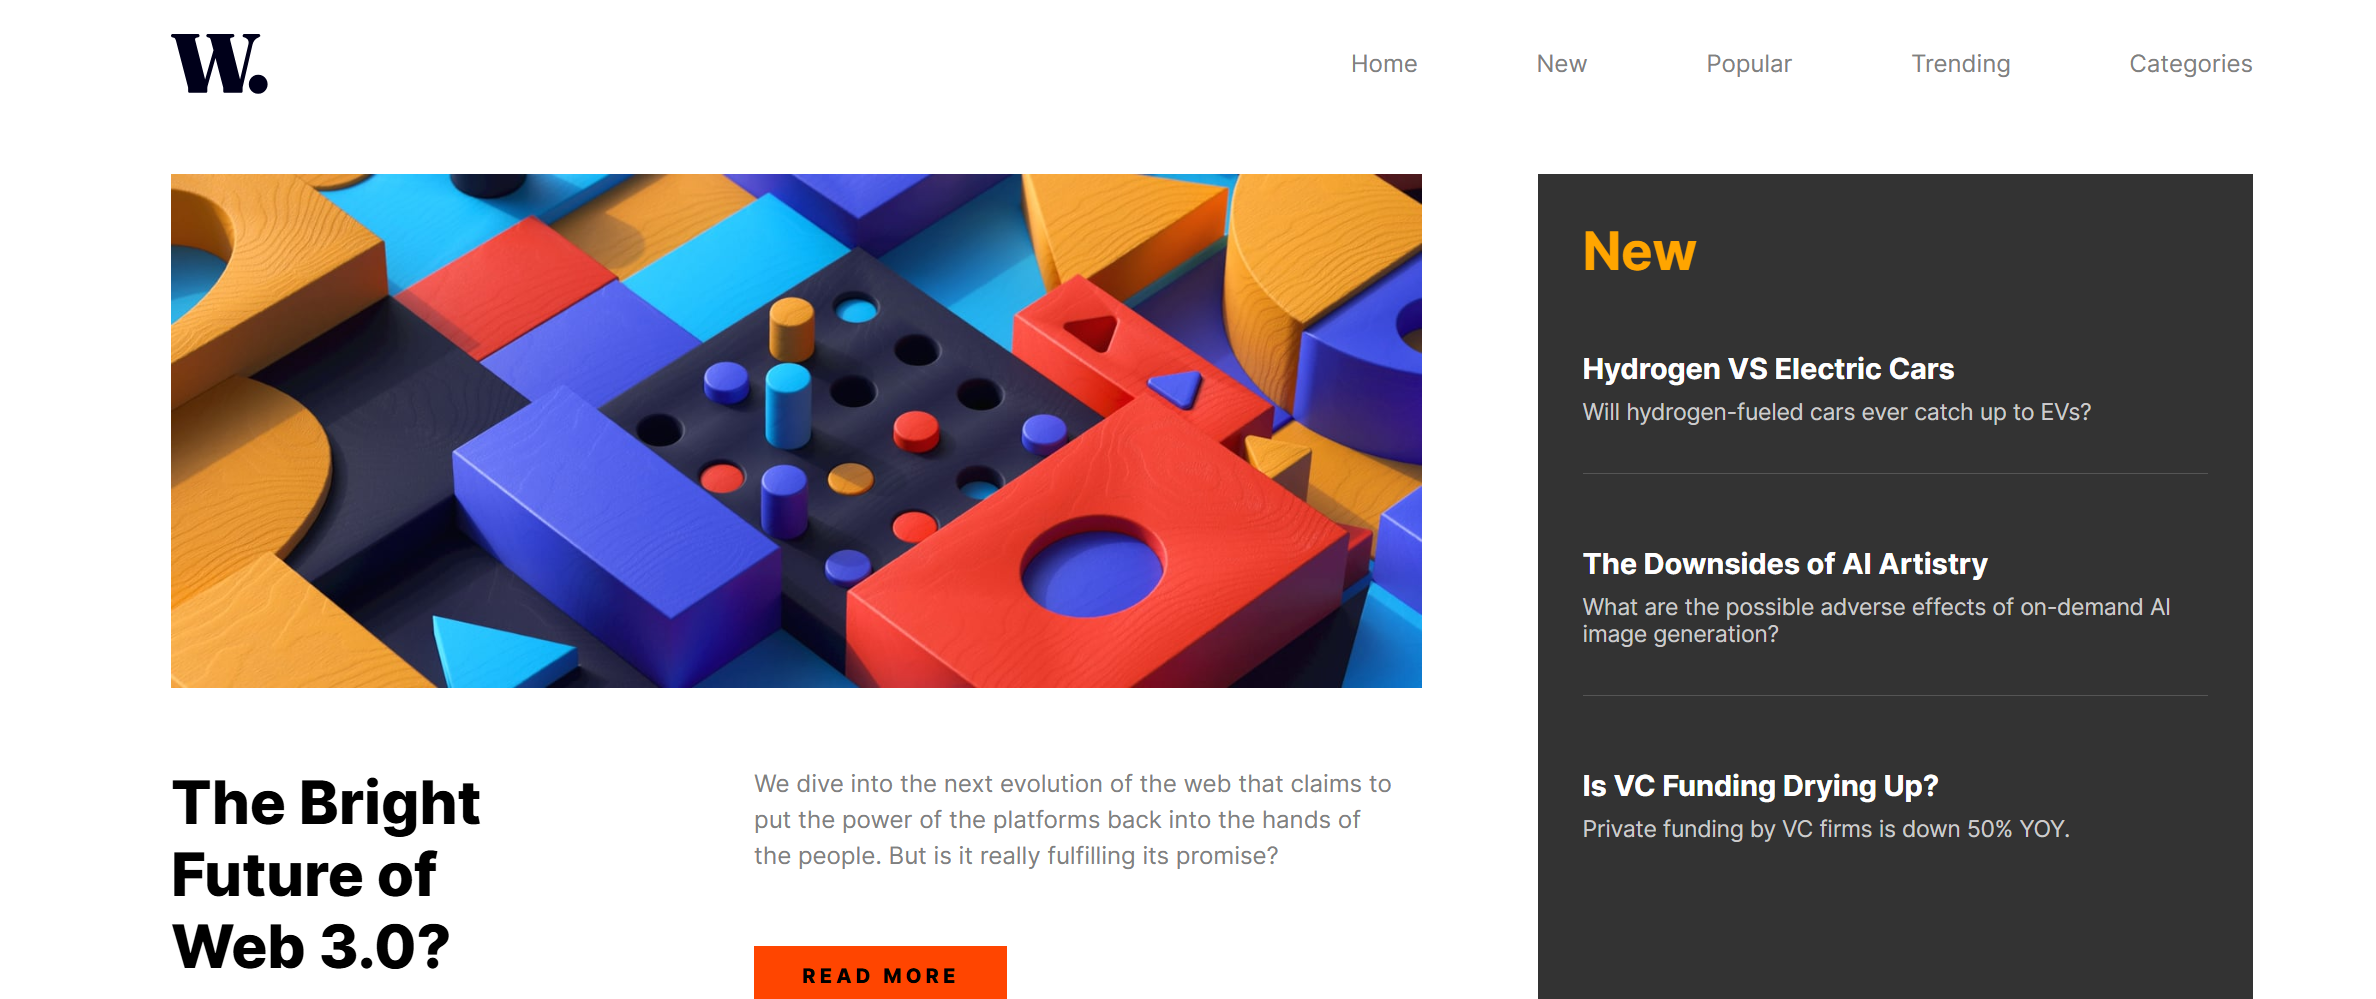 W.
Home
New
Popular
Trending
Categories
The Bright
Future of
Web 3.0?
We dive into the next evolution of the web that claims to
put the power of the platforms back into the hands of
the people. But is it really fulfilling its promise?
READ MORE
New
Hydrogen VS Electric Cars
Will hydrogen-fueled cars ever catch up to EVs?
The Downsides of AI Artistry
What are the possible adverse effects of on-demand AI
image generation?
Is VC Funding Drying Up?
Private funding by VC firms is down 50% YOY.